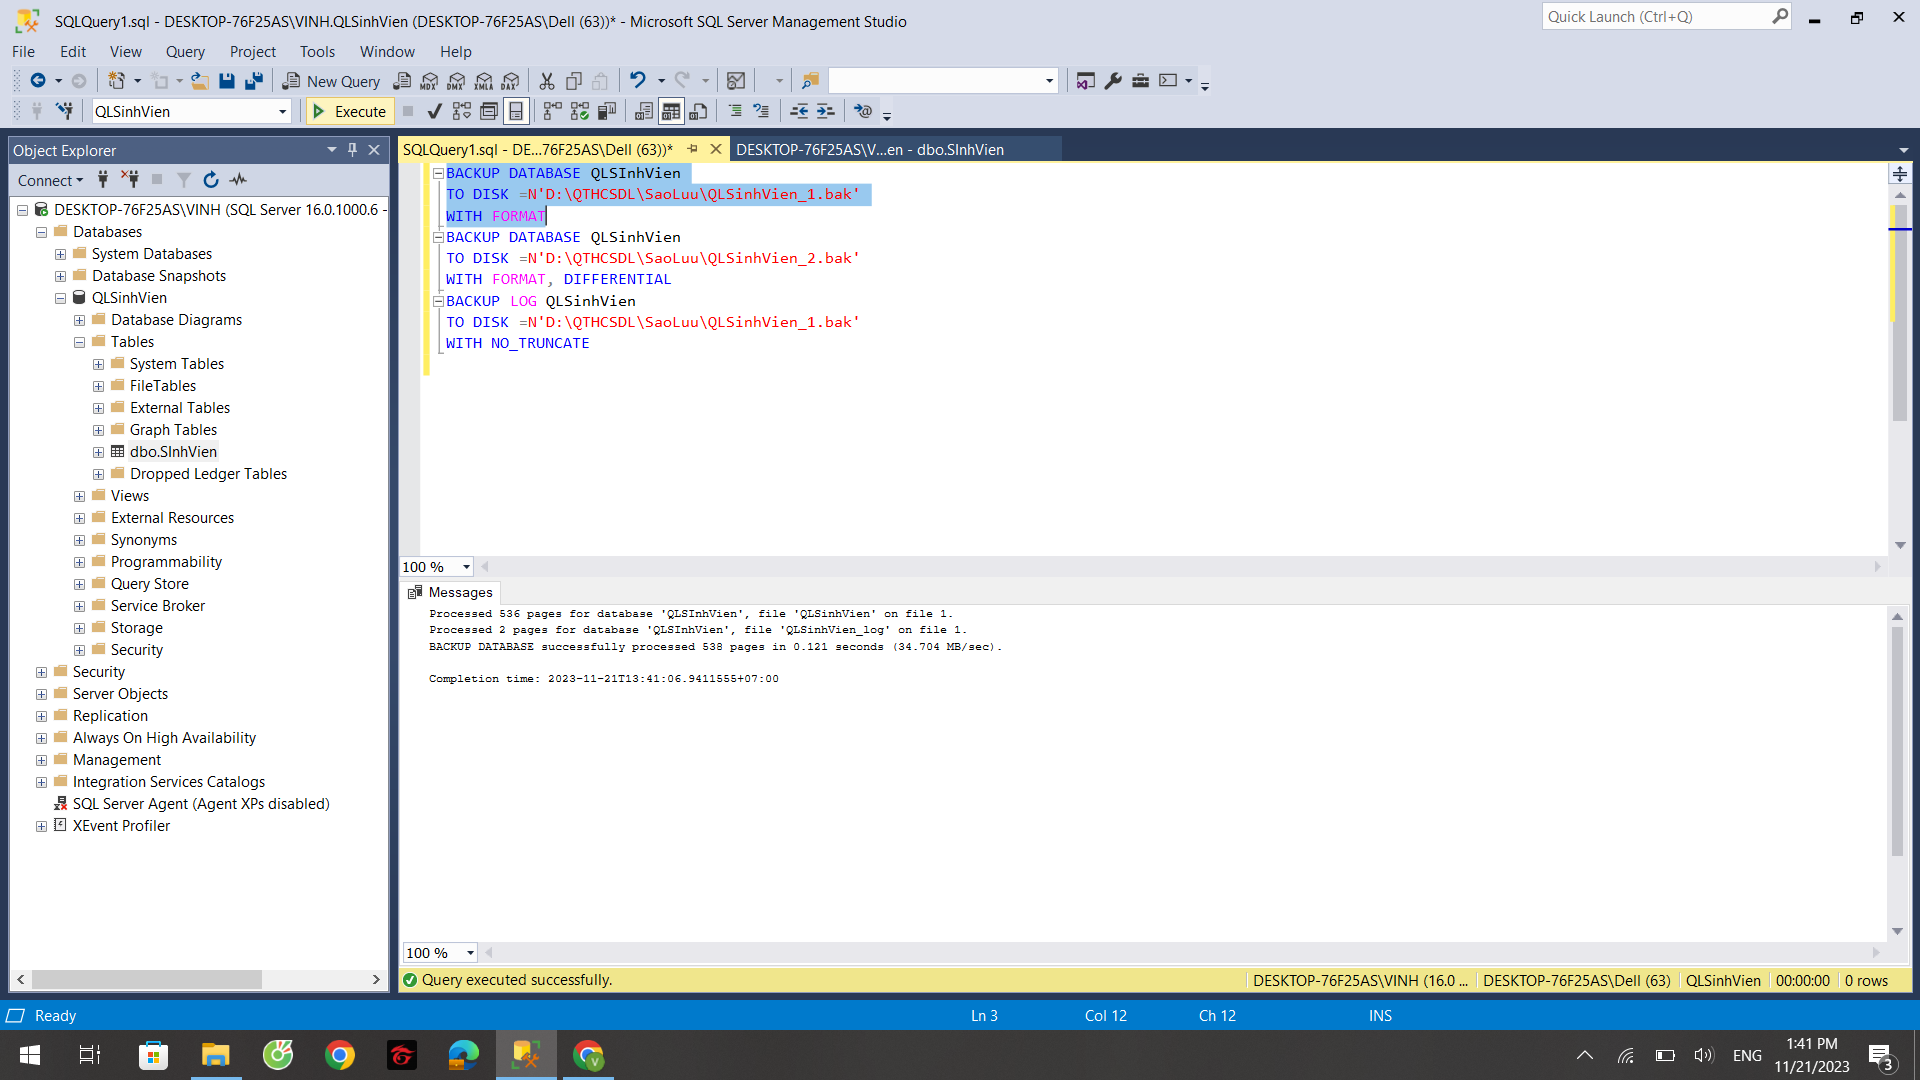 SQLQuery1.sql - DESKTOP-76F25AS\VINH.QLSinhVien (DESKTOP-76F25AS\Dell (63))* - Microsoft SQL Server Management Studio
Quick Launch (Ctrl+Q)
File Edit View Query Project Tools Window Help
New Query
MDX DMX XMLA DAX
QLSinhVien
Execute
Object Explorer
Connect
DESKTOP-76F25AS\VINH (SQL Server 16.0.1000.6 -
Databases
System Databases
Database Snapshots
QLSinhVien
Database Diagrams
Tables
System Tables
FileTables
External Tables
Graph Tables
dbo.SInhVien
Dropped Ledger Tables
Views
External Resources
Synonyms
Programmability
Query Store
Service Broker
Storage
Security
Security
Server Objects
Replication
Always On High Availability
Management
Integration Services Catalogs
SQL Server Agent (Agent XPs disabled)
XEvent Profiler
SQLQuery1.sql - DE...76F25AS\Dell (63))*
DESKTOP-76F25AS\V...en - dbo.SInhVien
BACKUP DATABASE QLSInhVien
TO DISK =N'D:\QTHCSDL\SaoLuu\QLSinhVien_1.bak'
WITH FORMAT
BACKUP DATABASE QLSinhVien
TO DISK =N'D:\QTHCSDL\SaoLuu\QLSinhVien_2.bak'
WITH FORMAT, DIFFERENTIAL
BACKUP LOG QLSinhVien
TO DISK =N'D:\QTHCSDL\SaoLuu\QLSinhVien_1.bak'
WITH NO_TRUNCATE
100 %
Messages
Processed 536 pages for database 'QLSInhVien', file 'QLSinhVien' on file 1.
Processed 2 pages for database 'QLSInhVien', file 'QLSinhVien_log' on file 1.
BACKUP DATABASE successfully processed 538 pages in 0.121 seconds (34.704 MB/sec).
Completion time: 2023-11-21T13:41:06.9411555+07:00
100 %
Query executed successfully.
DESKTOP-76F25AS\VINH (16.0 ... DESKTOP-76F25AS\Dell (63) QLSinhVien 00:00:00 0 rows
Ready
Ln 3 Col 12 Ch 12 INS
ENG
1:41 PM
11/21/2023
3